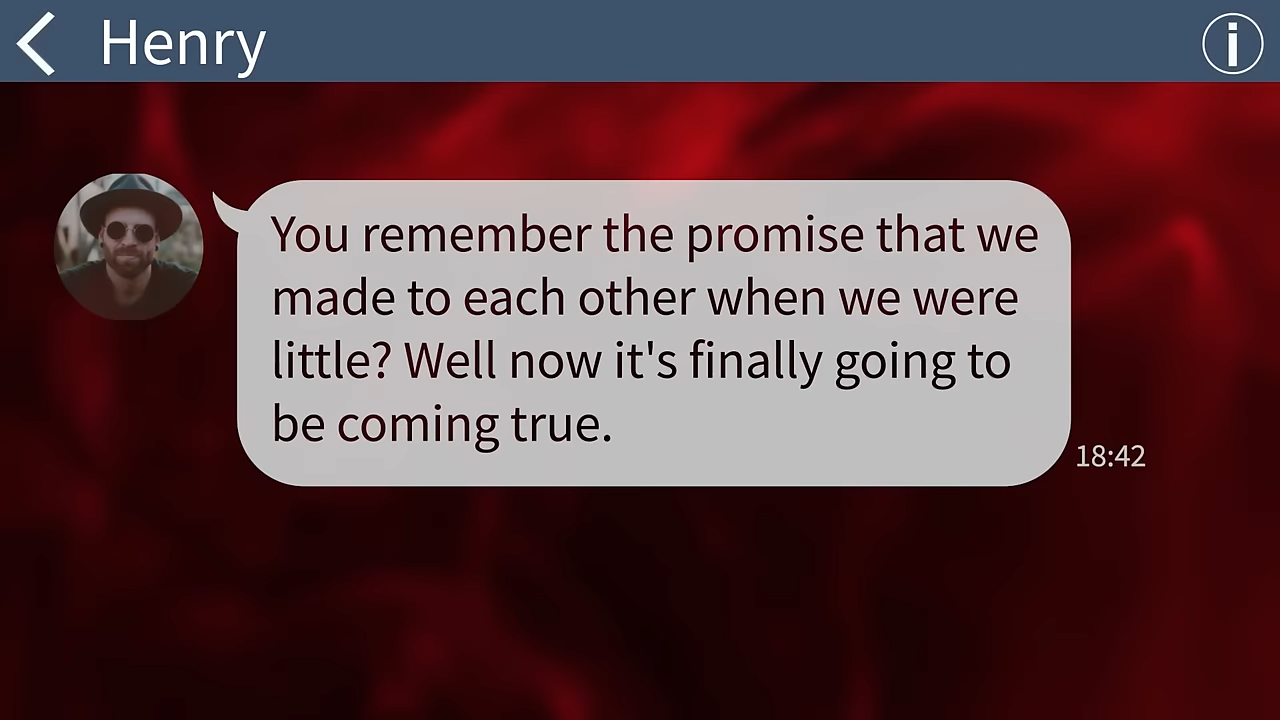 Henry
You remember the promise that we
made to each other when we were
little? Well now it's finally going to
be coming true.
18:42